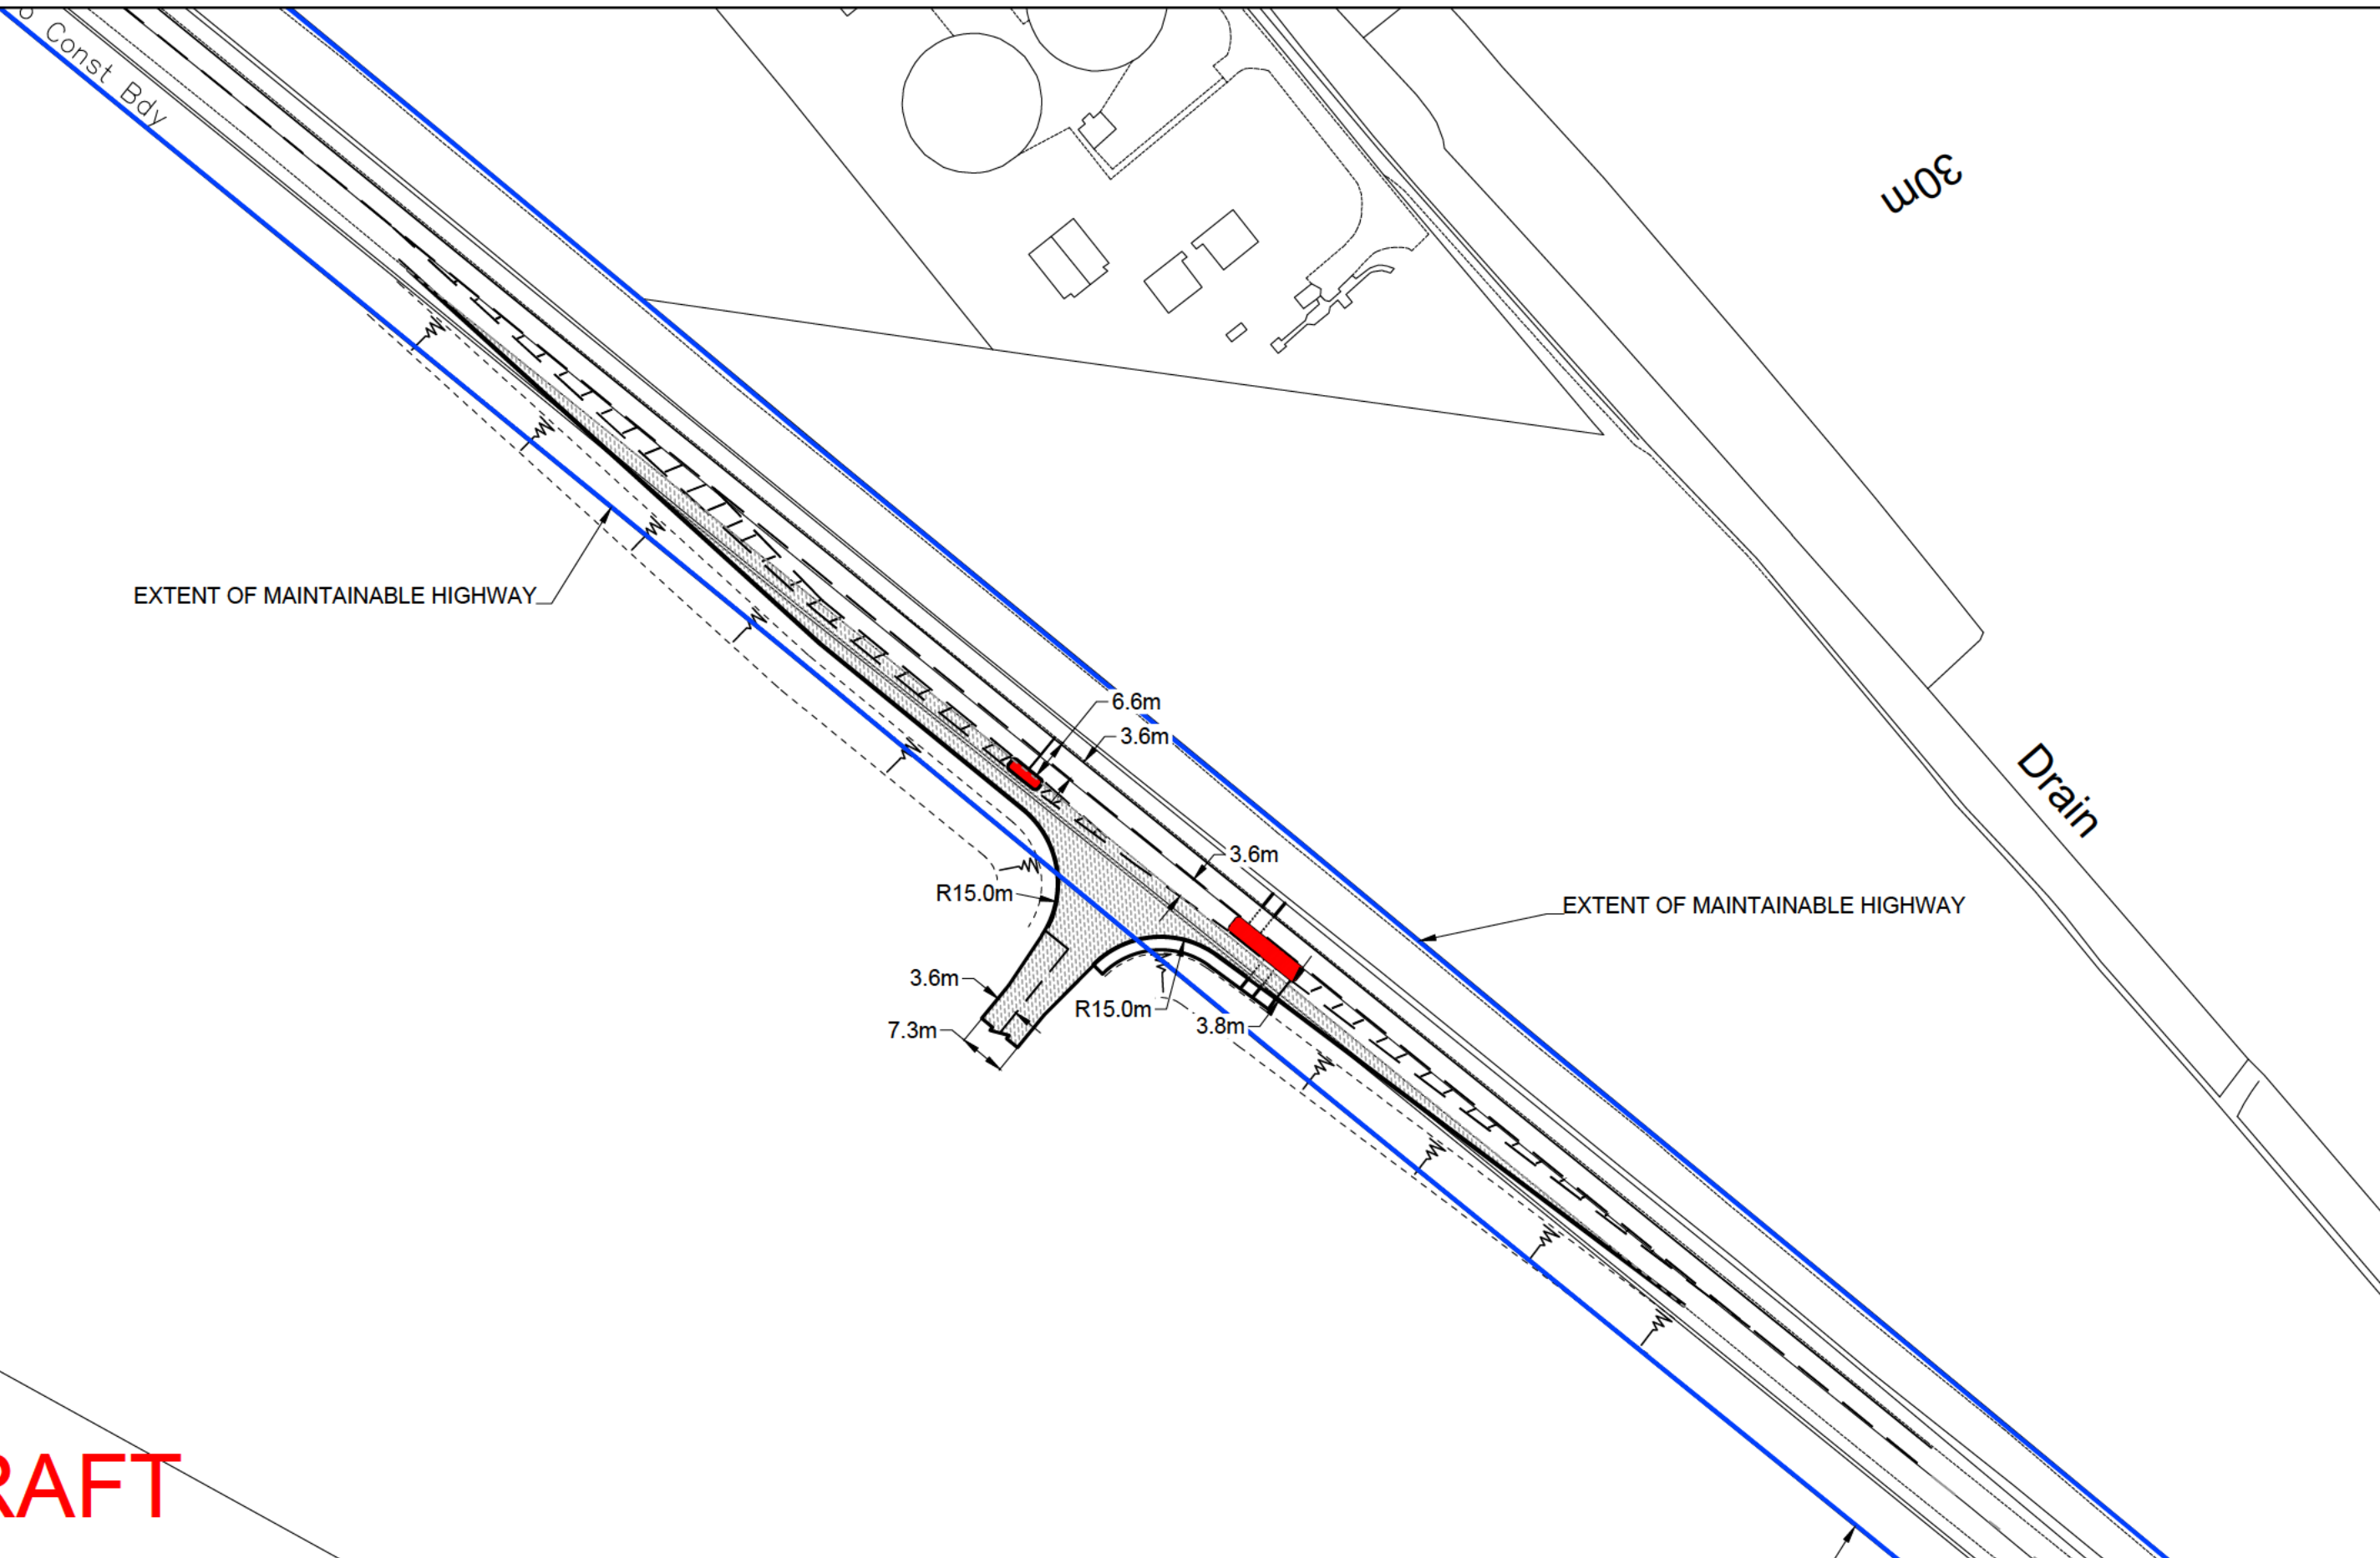 Const Bdy
30m
EXTENT OF MAINTAINABLE HIGHWAY
6.6m
3.6m
Drain
3.6m
R15.0m
EXTENT OF MAINTAINABLE HIGHWAY
3.6m
R15.0m
3.8m
7.3m
RAFT